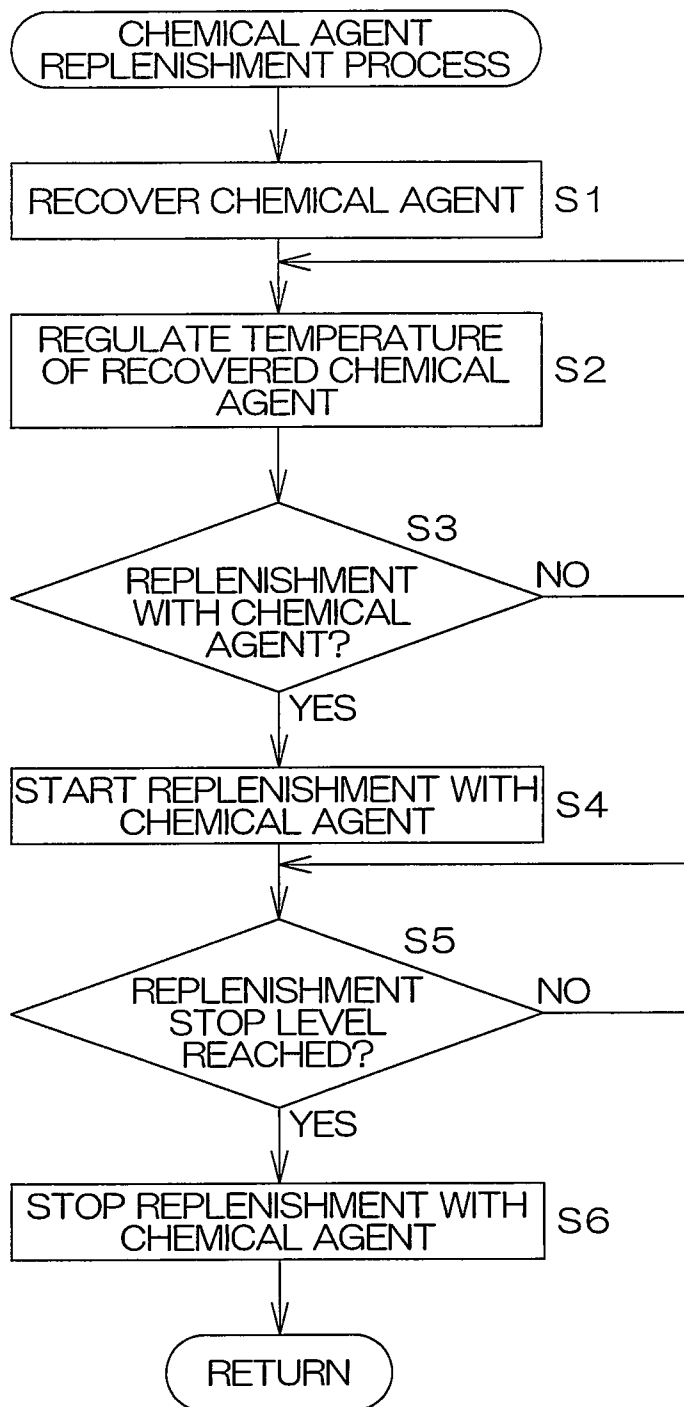 CHEMICAL AGENT
REPLENISHMENT PROCESS
RECOVER CHEMICAL AGENT
S1
REGULATE TEMPERATURE
OF RECOVERED CHEMICAL
AGENT
S2
S3
REPLENISHMENT
WITH CHEMICAL
AGENT?
NO
YES
START REPLENISHMENT WITH
CHEMICAL AGENT
S4
S5
REPLENISHMENT
STOP LEVEL
REACHED?
NO
YES
STOP REPLENISHMENT WITH
CHEMICAL AGENT
S6
RETURN